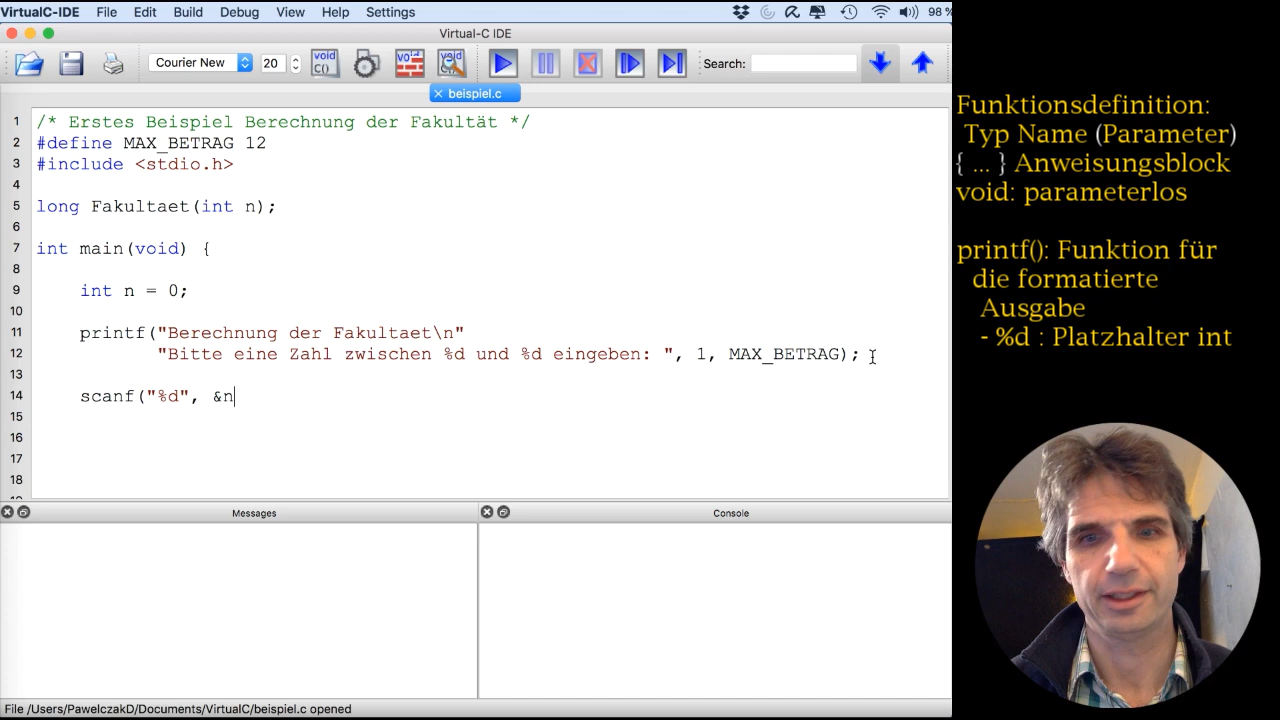 VirtualC-IDE File Edit Build Debug View Help Settings 98 %
Virtual-C IDE
Courier New 20 void C() void Search:
beispiel.c
1 /* Erstes Beispiel Berechnung der Fakultät */
2 #define MAX_BETRAG 12
3 #include <stdio.h>
4
5 long Fakultaet(int n);
6
7 int main(void) {
8
9 int n = 0;
10
11 printf("Berechnung der Fakultaet\n"
12 "Bitte eine Zahl zwischen %d und %d eingeben: ", 1, MAX_BETRAG);
13
14 scanf("%d", &n
15
16
17
18
Messages Console
File /Users/PawelczakD/Documents/VirtualC/beispiel.c opened
Funktionsdefinition:
Typ Name (Parameter)
{ ... } Anweisungsblock
void: parameterlos
printf(): Funktion für
die formatierte
Ausgabe
- %d : Platzhalter int